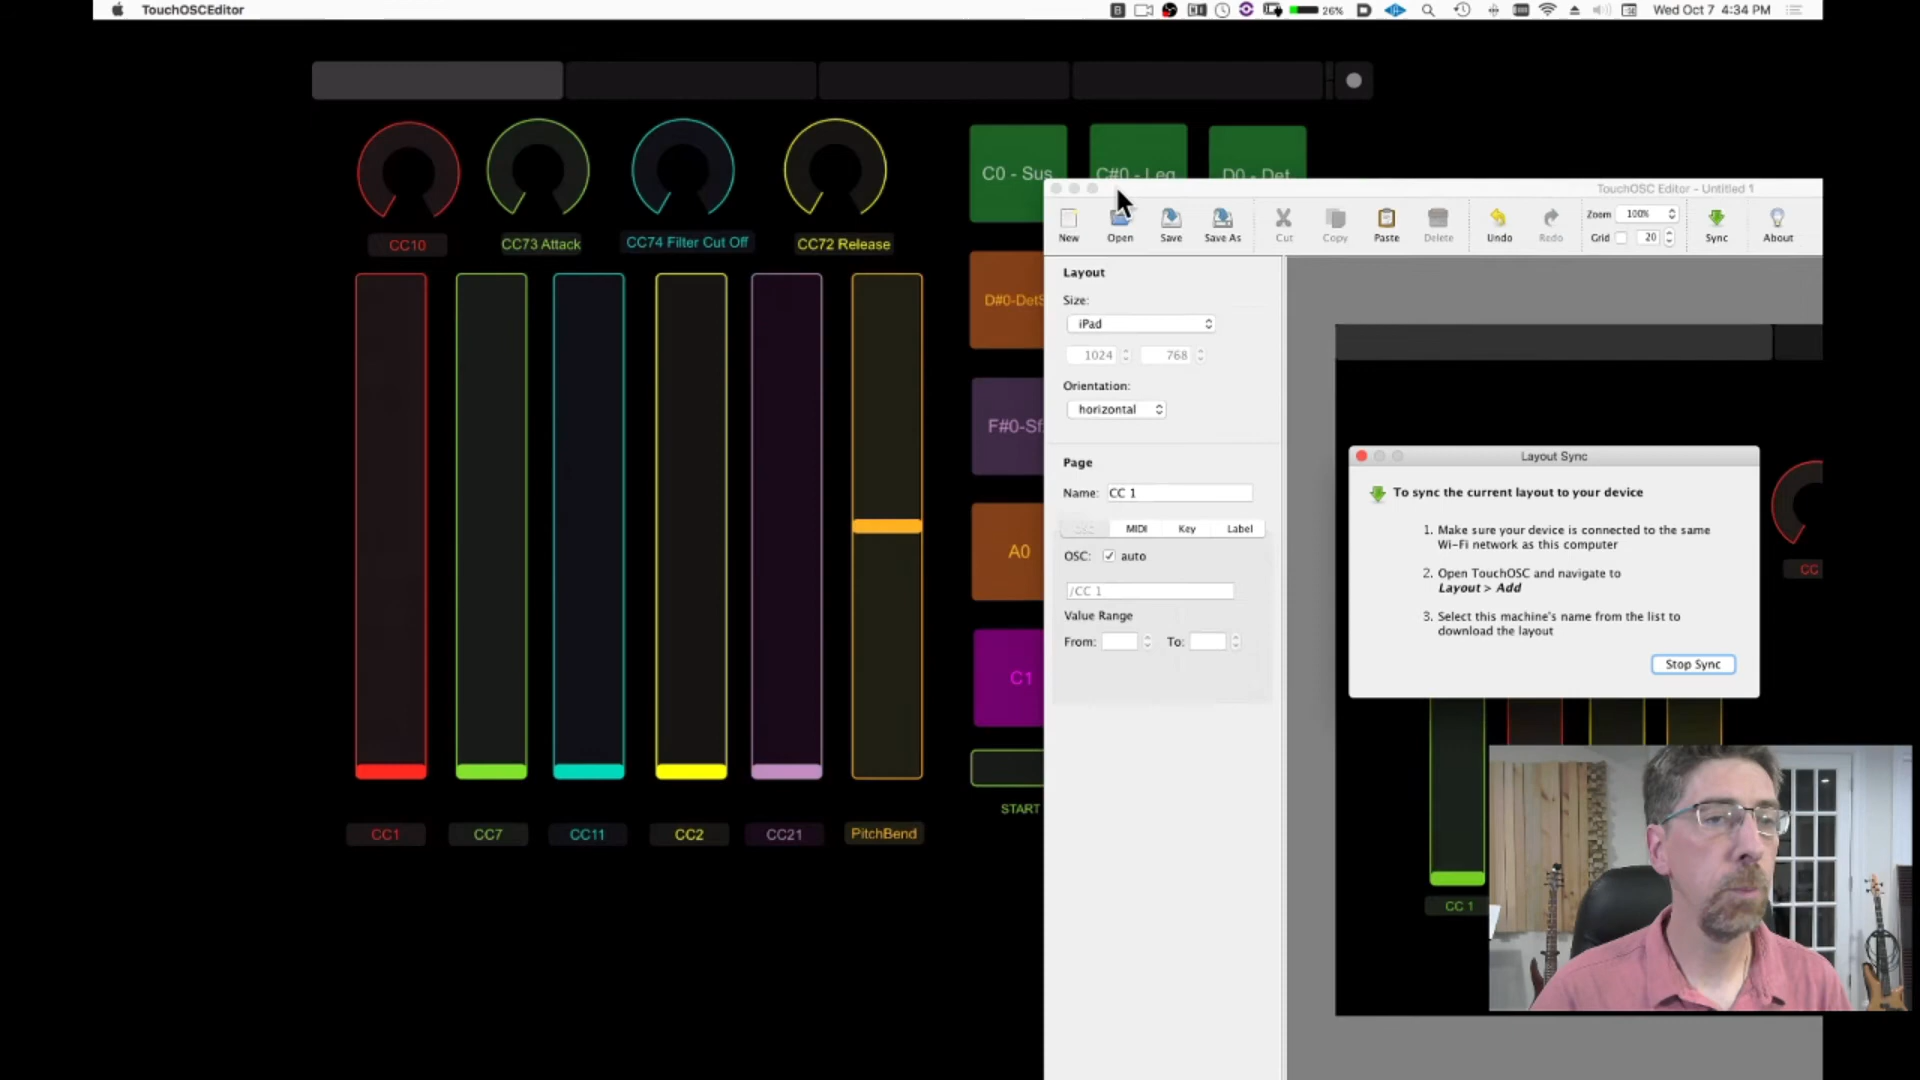 TouchOSCEditor
26%
Wed Oct 7 4:34 PM
C0 - Sus
C#0 - Leg
D0 - Det
CC10
CC73 Attack
CC74 Filter Cut Off
CC72 Release
D#0-DetS
F#0-Sf
A0
C1
START
CC1
CC7
CC11
CC2
CC21
PitchBend
TouchOSC Editor - Untitled 1
New
Open
Save
Save As
Cut
Copy
Paste
Delete
Undo
Redo
Zoom
100%
Grid
20
Sync
About
Layout
Size:
iPad
1024
768
Orientation:
horizontal
Page
Name:
CC 1
MIDI
Key
Label
OSC:
auto
/CC 1
Value Range
From:
To:
Layout Sync
To sync the current layout to your device
1. Make sure your device is connected to the same
Wi-Fi network as this computer
2. Open TouchOSC and navigate to
Layout > Add
3. Select this machine's name from the list to
download the layout
Stop Sync
CC
CC 1